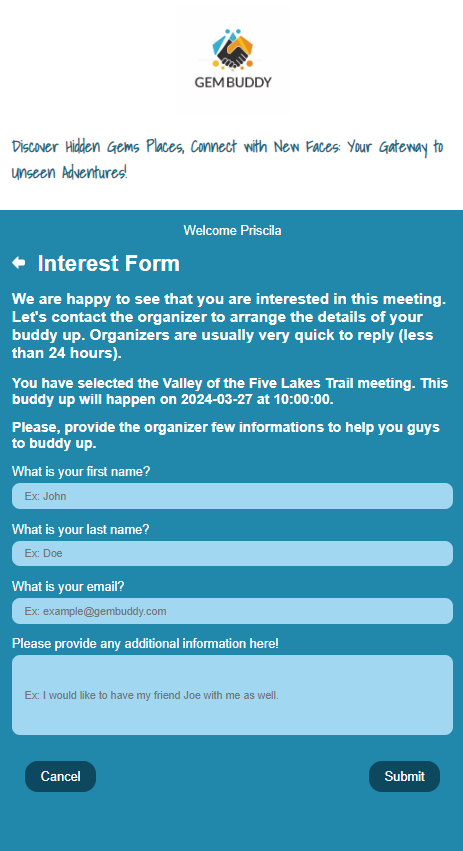 GEM BUDDY
Discover Hidden Gems Places, Connect with New Faces: Your Gateway to
Unseen Adventures!
Welcome Priscila
Interest Form
We are happy to see that you are interested in this meeting.
Let's contact the organizer to arrange the details of your
buddy up. Organizers are usually very quick to reply (less
than 24 hours).
You have selected the Valley of the Five Lakes Trail meeting. This
buddy up will happen on 2024-03-27 at 10:00:00.
Please, provide the organizer few informations to help you guys
to buddy up.
What is your first name?
Ex: John
What is your last name?
Ex: Doe
What is your email?
Ex: example@gembuddy.com
Please provide any additional information here!
Ex: I would like to have my friend Joe with me as well.
Cancel
Submit